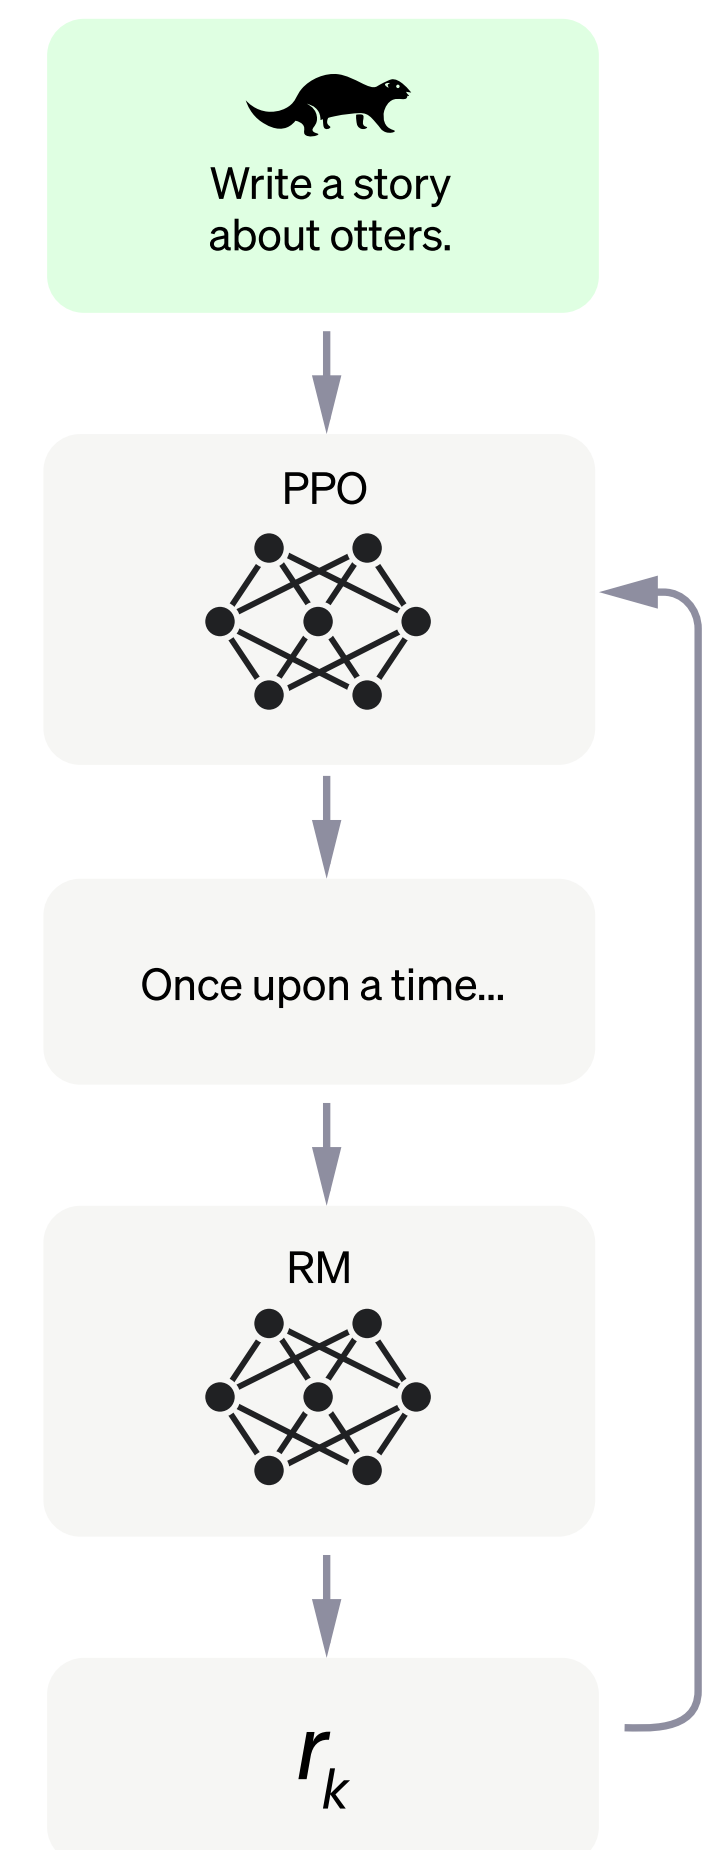 Write a story
about otters.
PPO
Once upon a time...
RM
r_k